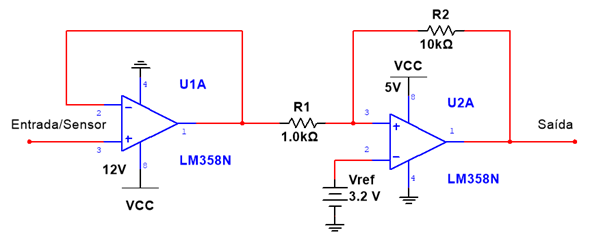 Entrada/Sensor
2
3
4
8
1
U1A
LM358N
12V
VCC
R1
1.0kΩ
R2
10kΩ
VCC
5V
3
2
8
4
1
U2A
LM358N
Vref
3.2 V
Saída